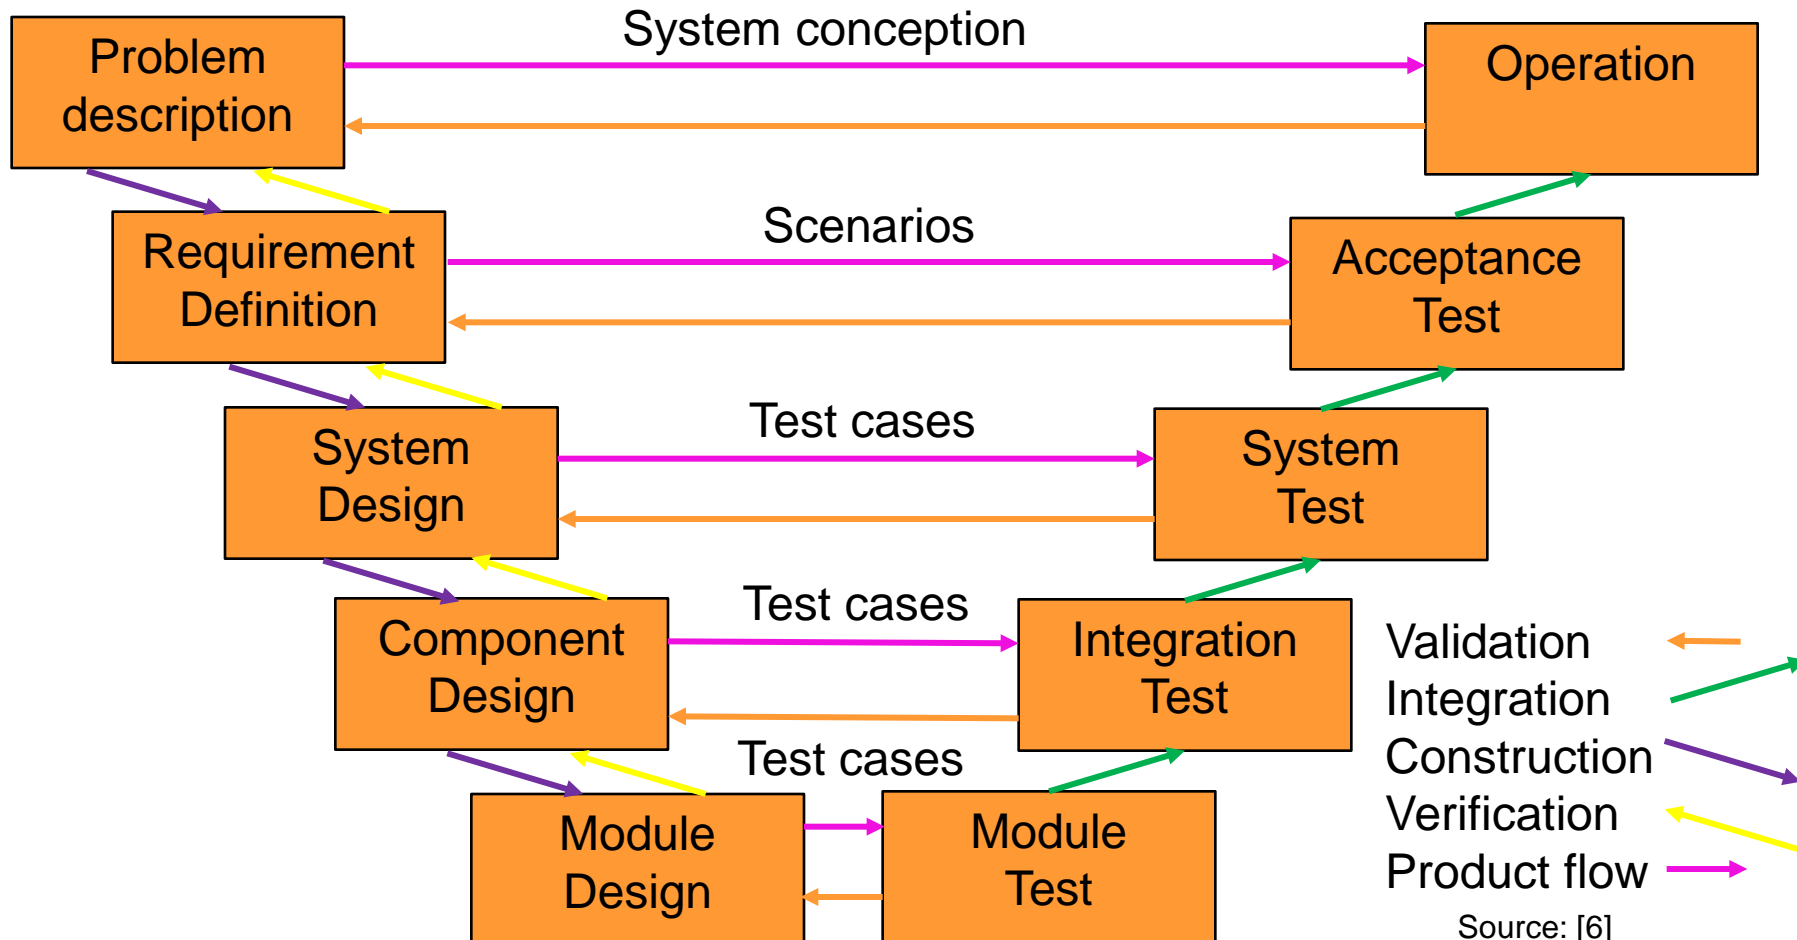 Problem
description
System conception
Operation
Requirement
Definition
Scenarios
Acceptance
Test
System
Design
Test cases
System
Test
Component
Design
Test cases
Integration
Test
Module
Design
Test cases
Module
Test
Validation
Integration
Construction
Verification
Product flow
Source: [6]